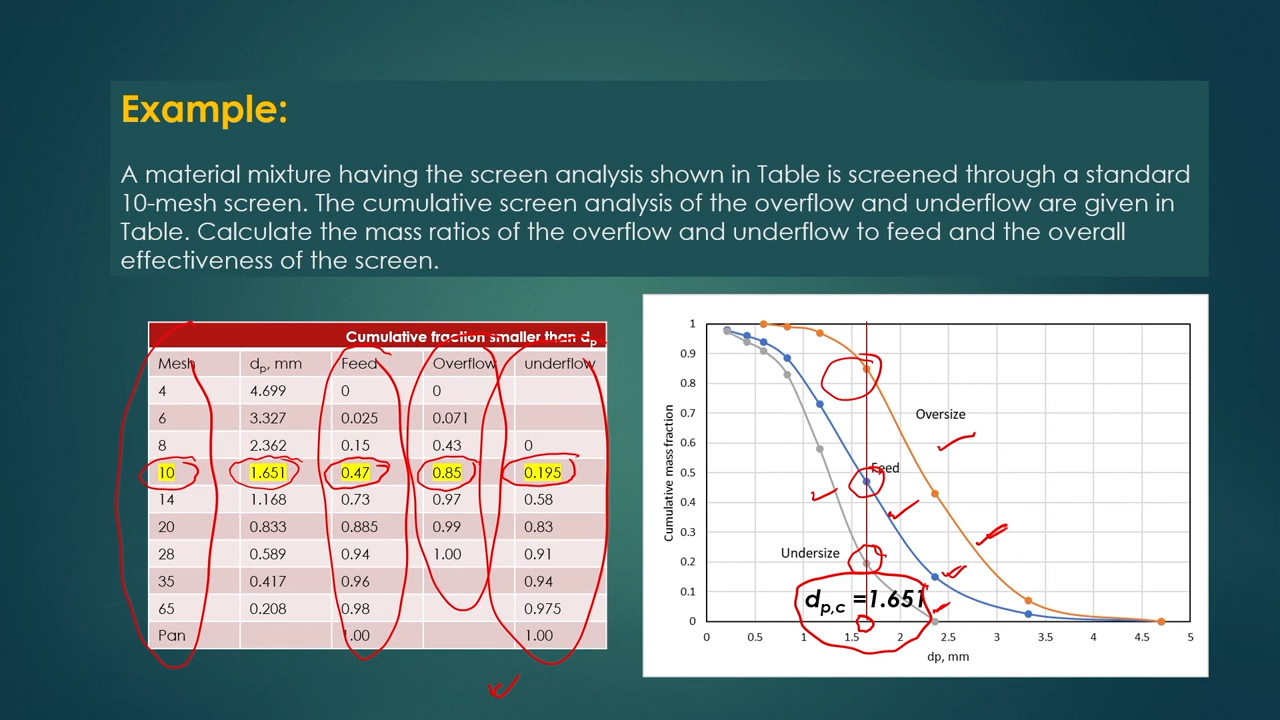 Example:
A material mixture having the screen analysis shown in Table is screened through a standard
10-mesh screen. The cumulative screen analysis of the overflow and underflow are given in
Table. Calculate the mass ratios of the overflow and underflow to feed and the overall
effectiveness of the screen.
Cumulative fraction smaller than dp
Mesh dp, mm Feed Overflow underflow
4 4.699 0 0
6 3.327 0.025 0.071
8 2.362 0.15 0.43 0
10 1.651 0.47 0.85 0.195
14 1.168 0.73 0.97 0.58
20 0.833 0.885 0.99 0.83
28 0.589 0.94 1.00 0.91
35 0.417 0.96 0.94
65 0.208 0.98 0.975
Pan 1.00 1.00
Cumulative mass fraction
1
0.9
0.8
0.7
0.6
0.5
0.4
0.3
0.2
0.1
0
Oversize
Feed
Undersize
dp,c =1.651
0 0.5 1 1.5 2 2.5 3 3.5 4 4.5 5
dp, mm